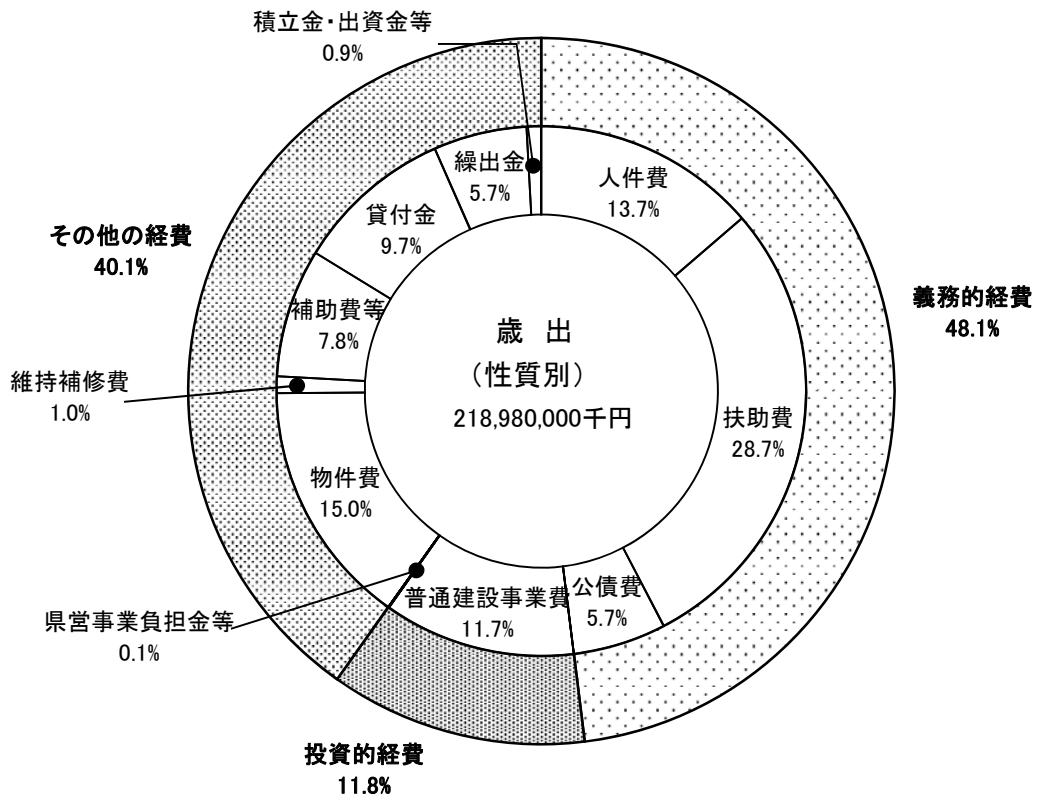 積立金・出資金等
0.9%
繰出金
5.7%
人件費
13.7%
貸付金
9.7%
その他の経費
40.1%
義務的経費
48.1%
補助費等
7.8%
歳 出
（性質別）
218,980,000千円
維持補修費
1.0%
扶助費
28.7%
物件費
15.0%
公債費
5.7%
普通建設事業費
11.7%
県営事業負担金等
0.1%
投資的経費
11.8%